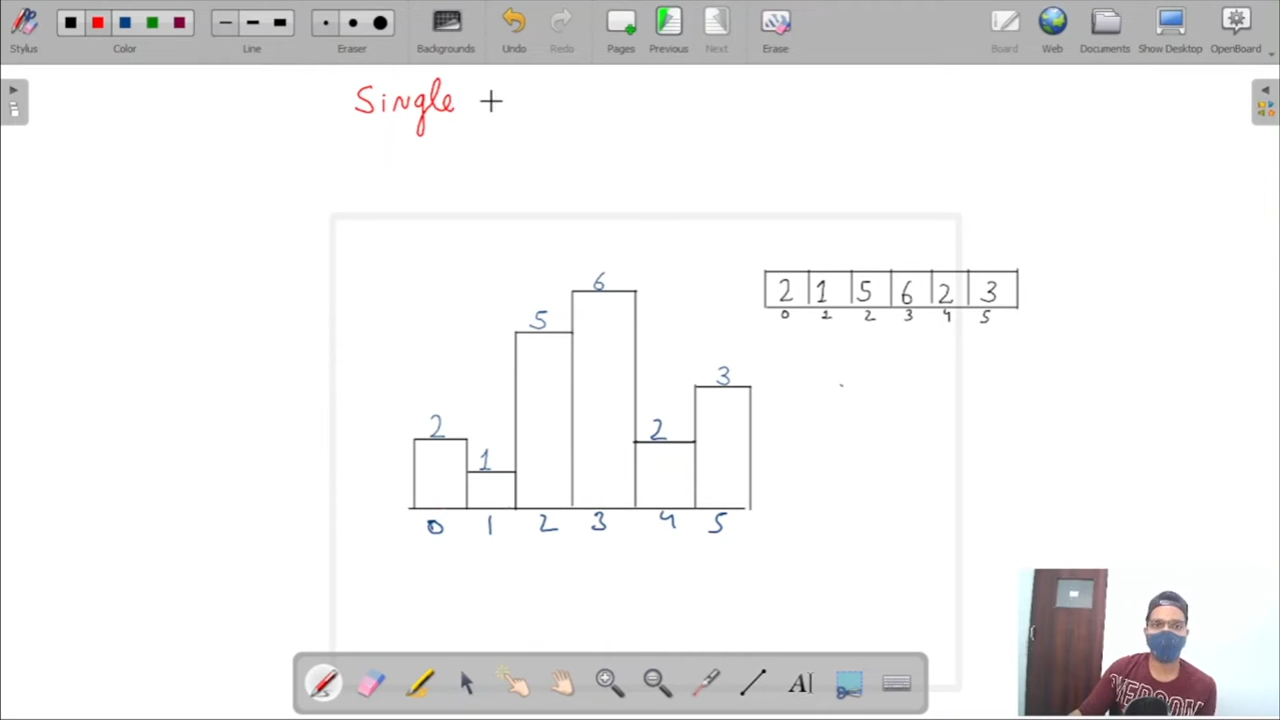 Stylus
Color
Line
Eraser
Backgrounds
Undo
Redo
Pages
Previous
Next
Erase
Board
Web
Documents
Show Desktop
OpenBoard
Single
6
5
3
2
2
1
0 1 2 3 4 5
2 1 5 6 2 3
0 1 2 3 4 5